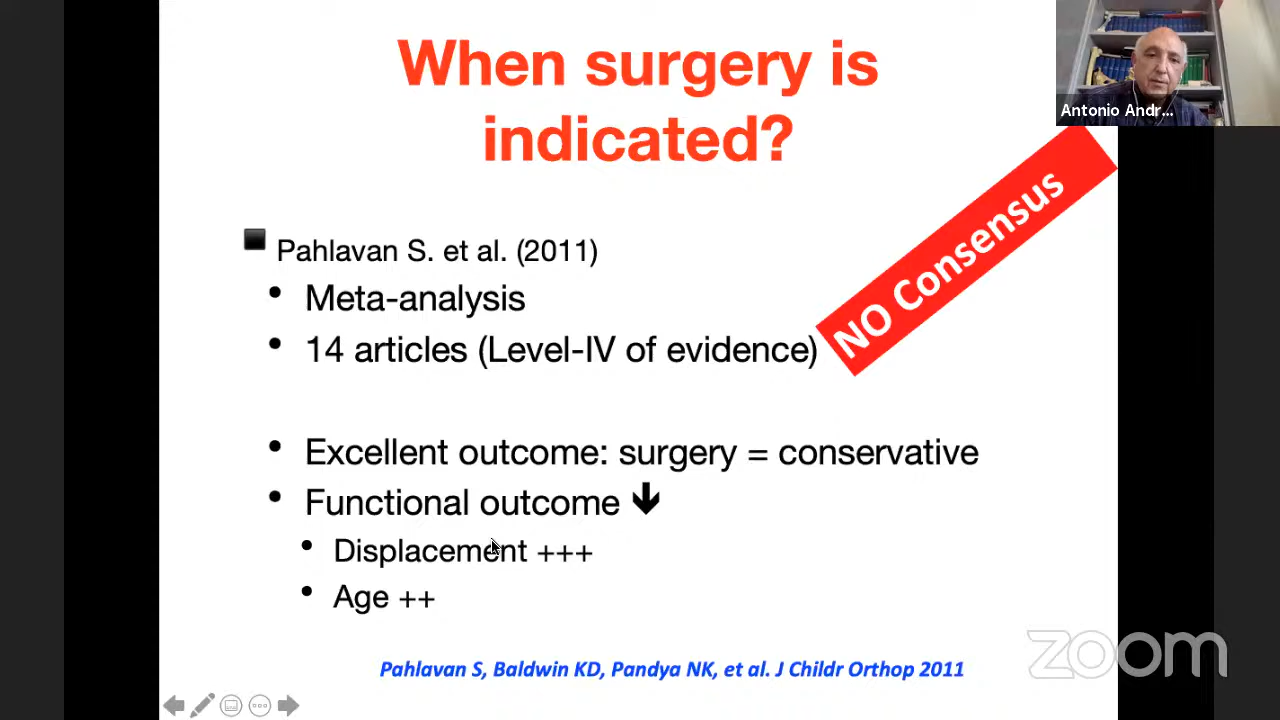 When surgery is
indicated?
Antonio Andr...
NO Consensus
Pahlavan S. et al. (2011)
Meta-analysis
14 articles (Level-IV of evidence)
Excellent outcome: surgery = conservative
Functional outcome ↓
Displacement +++
Age ++
Pahlavan S, Baldwin KD, Pandya NK, et al. J Childr Orthop 2011
zoom